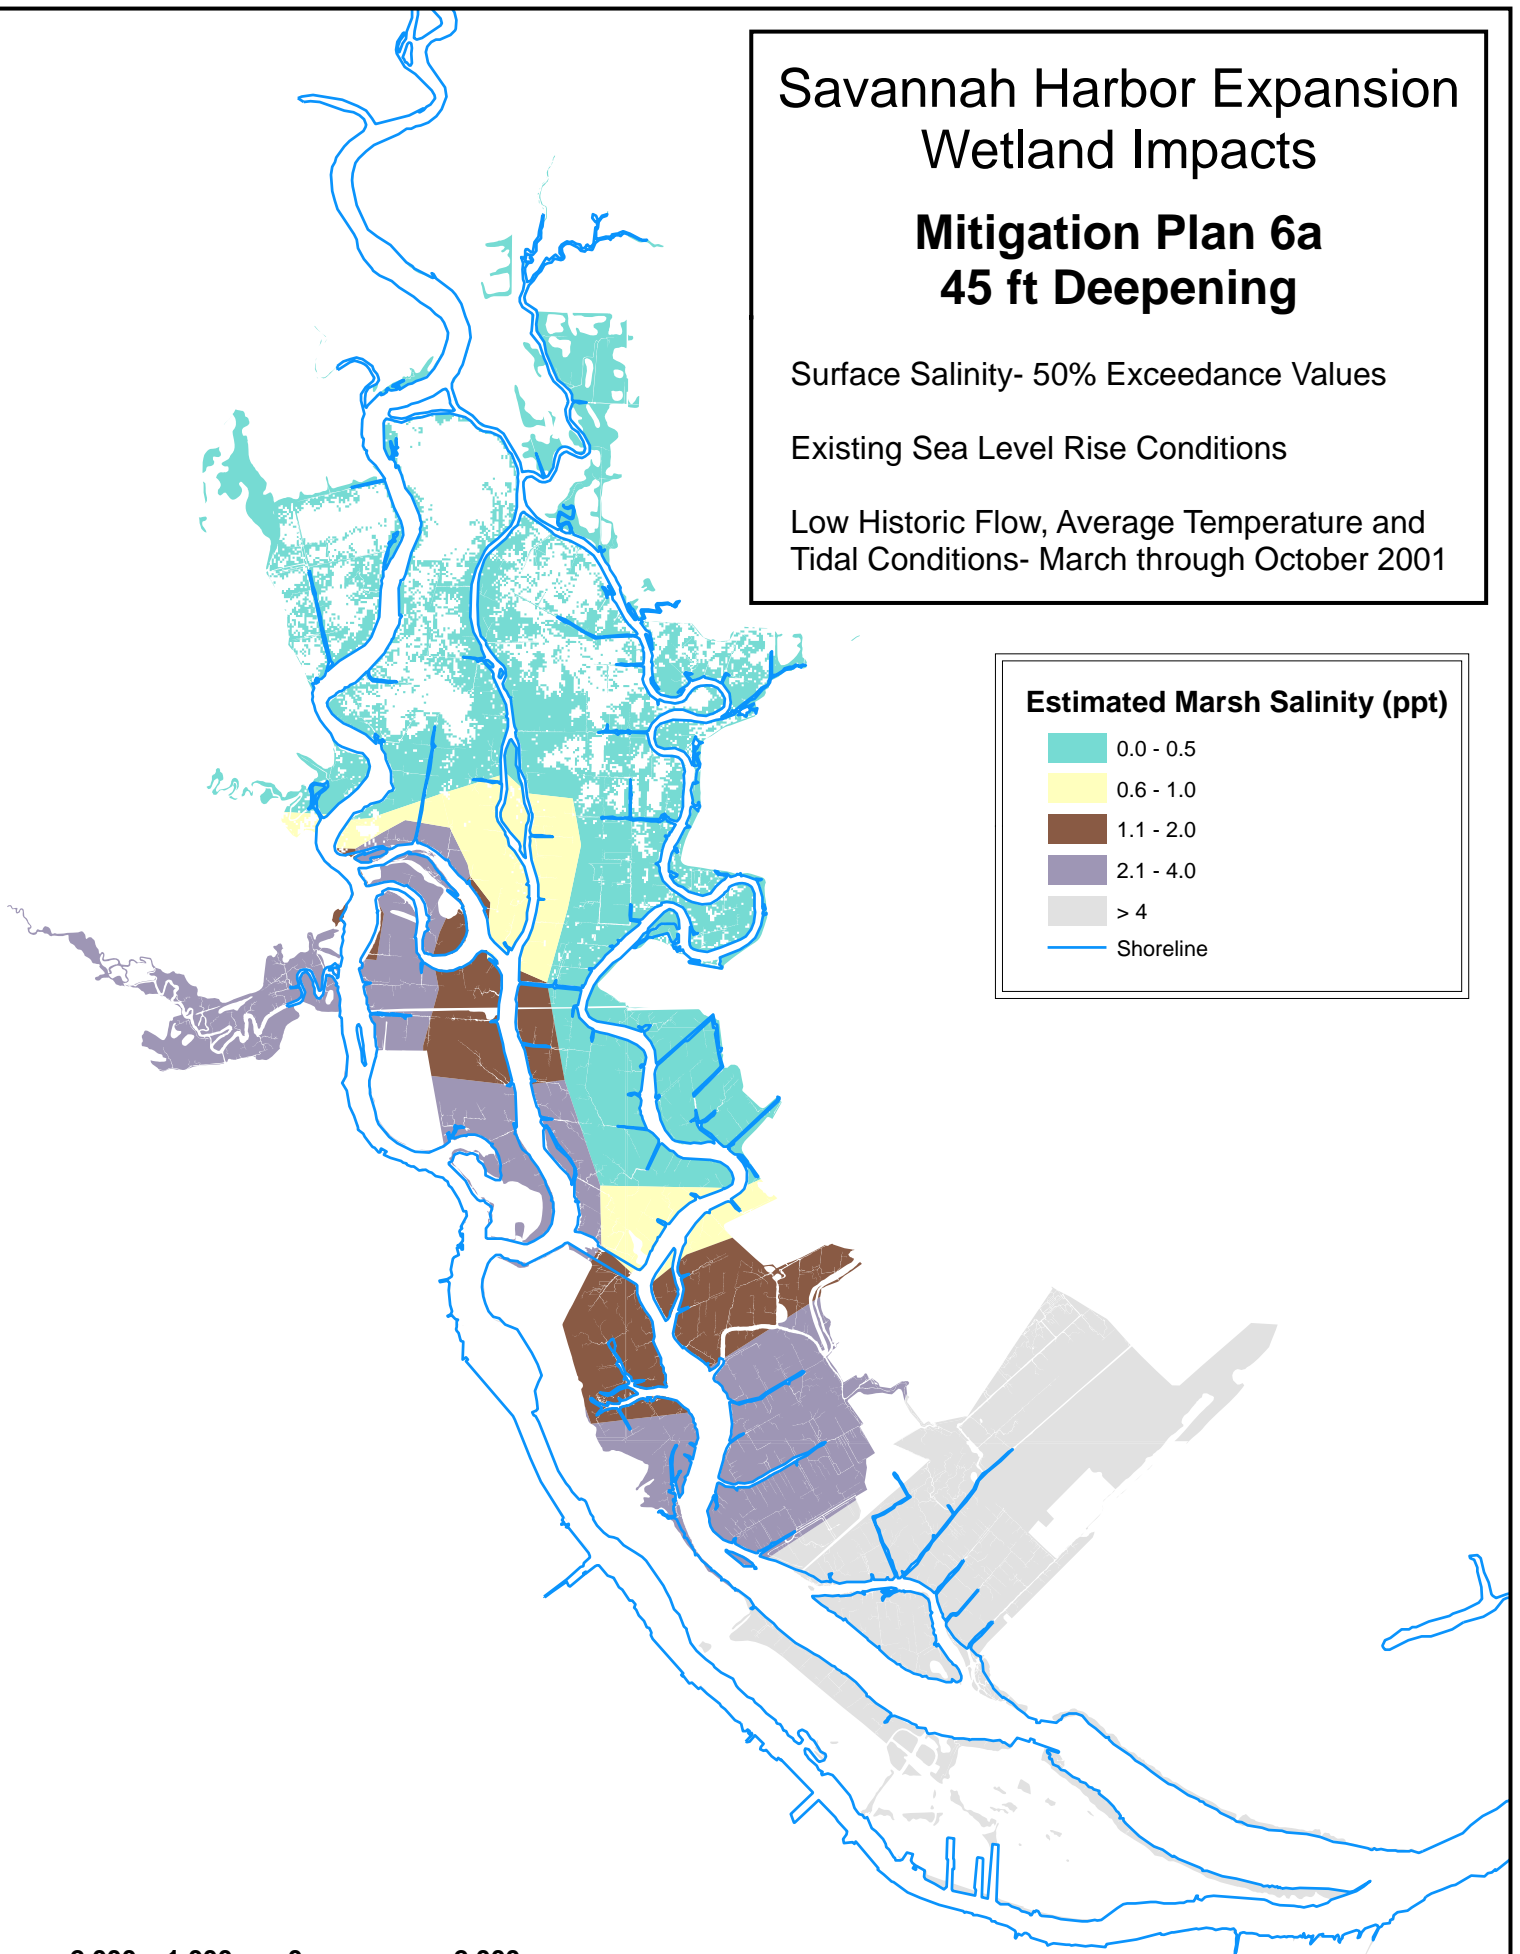 Savannah Harbor Expansion
Wetland Impacts
Mitigation Plan 6a
45 ft Deepening
Surface Salinity- 50% Exceedance Values
Existing Sea Level Rise Conditions
Low Historic Flow, Average Temperature and
Tidal Conditions- March through October 2001
Estimated Marsh Salinity (ppt)
0.0 - 0.5
0.6 - 1.0
1.1 - 2.0
2.1 - 4.0
> 4
Shoreline